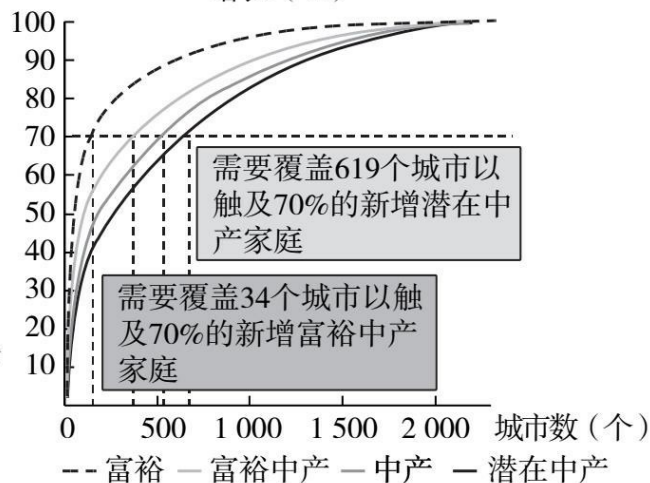 100
90
80
70
60
50
40
30
20
10
需要覆盖619个城市以
触及70%的新增潜在中
产家庭
需要覆盖34个城市以触
及70%的新增富裕中产
家庭
0 500 1 000 1 500 2 000 城市数（个）
富裕 富裕中产 中产 潜在中产